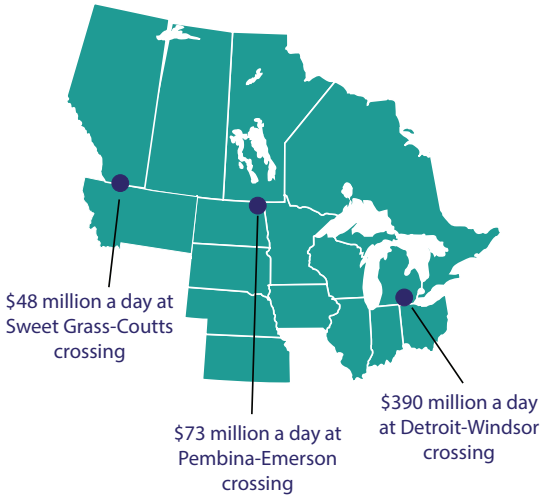 $48 million a day at
Sweet Grass-Coutts
crossing
$73 million a day at
Pembina-Emerson
crossing
$390 million a day
at Detroit-Windsor
crossing